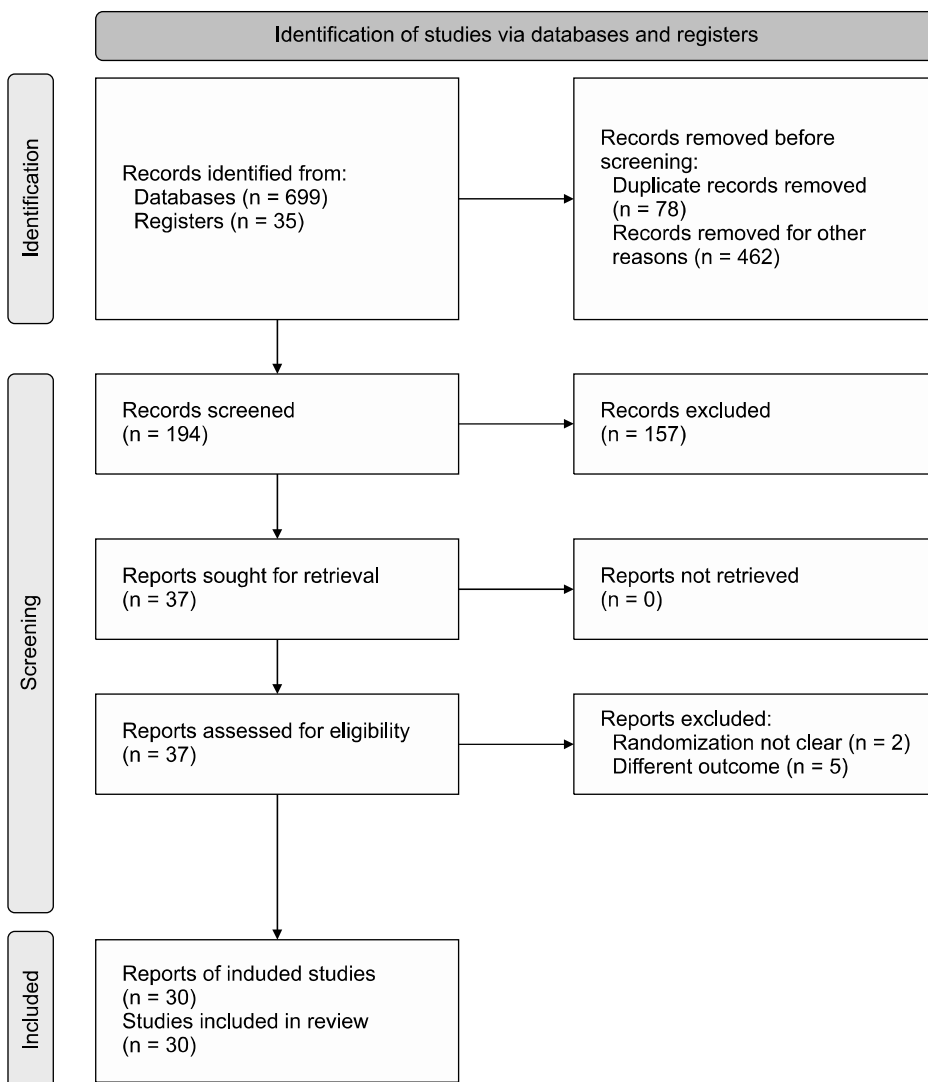 Identification of studies via databases and registers
Identification
Records identified from:
Databases (n = 699)
Registers (n = 35)
Records removed before
screening:
Duplicate records removed
(n = 78)
Records removed for other
reasons (n = 462)
Screening
Records screened
(n = 194)
Records excluded
(n = 157)
Reports sought for retrieval
(n = 37)
Reports not retrieved
(n = 0)
Reports assessed for eligibility
(n = 37)
Reports excluded:
Randomization not clear (n = 2)
Different outcome (n = 5)
Included
Reports of induded studies
(n = 30)
Studies included in review
(n = 30)